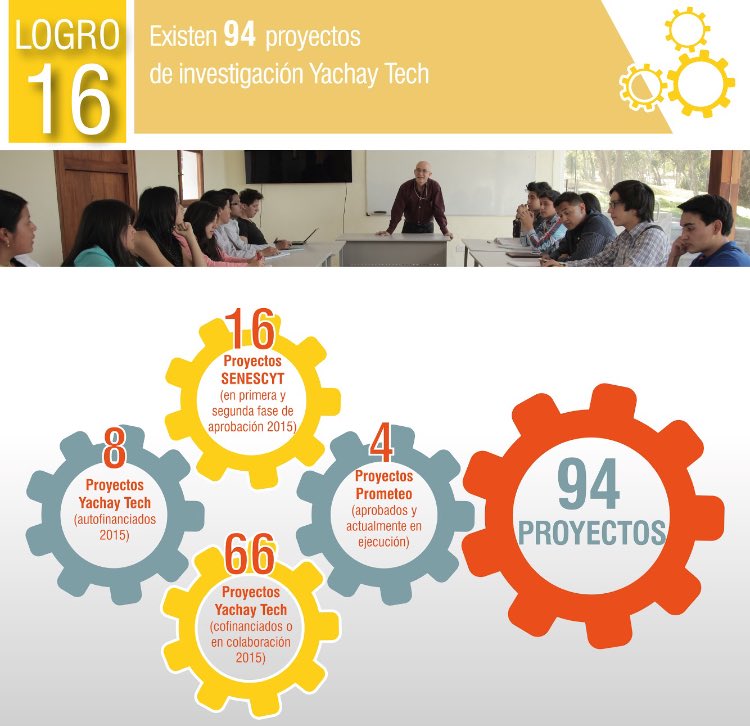 LOGRO
16
Existen 94 proyectos
de investigación Yachay Tech
16
Proyectos
SENESCYT
(en primera y
segunda fase de
aprobación 2015)
8
Proyectos
Yachay Tech
(autofinanciados
2015)
4
Proyectos
Prometeo
(aprobados y
actualmente en
ejecución)
66
Proyectos
Yachay Tech
(cofinanciados o
en colaboración
2015)
94
PROYECTOS